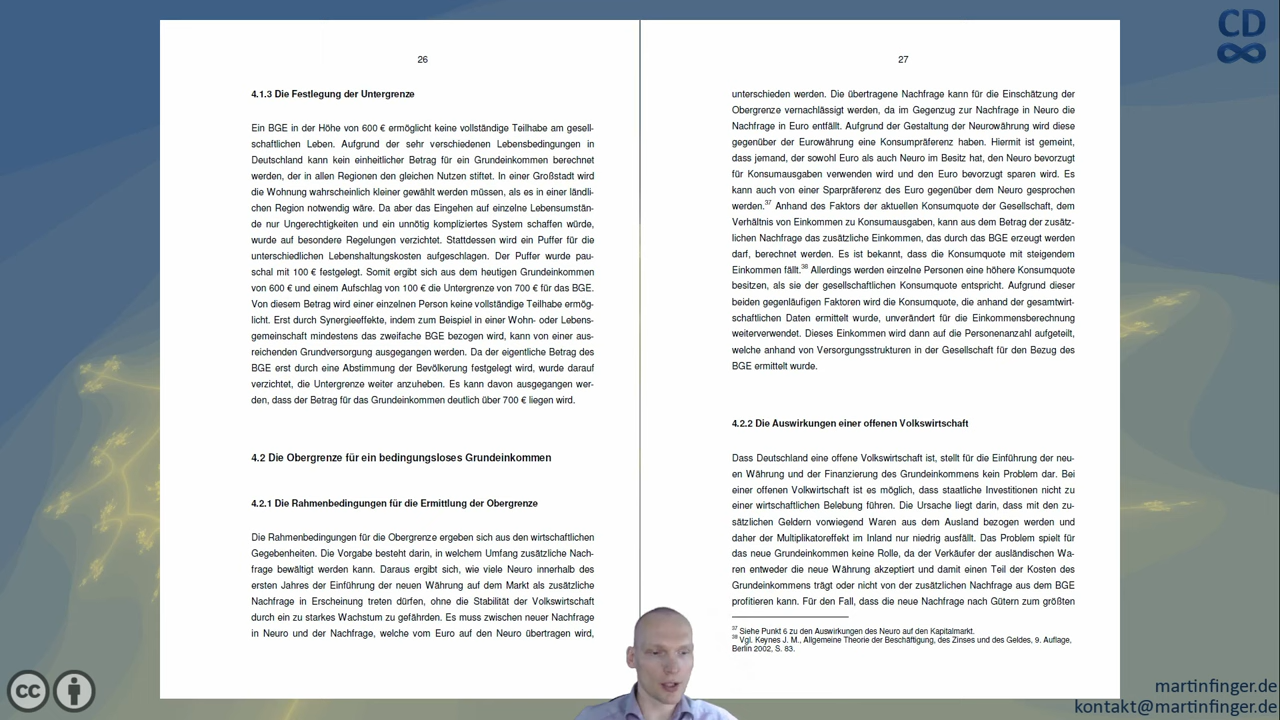 26
4.1.3 Die Festlegung der Untergrenze
Ein BGE in der Höhe von 600 € ermöglicht keine vollständige Teilhabe am gesell-
schaftlichen Leben. Aufgrund der sehr verschiedenen Lebensbedingungen in
Deutschland kann kein einheitlicher Betrag für ein Grundeinkommen berechnet
werden, der in allen Regionen den gleichen Nutzen stiftet. In einer Großstadt wird
die Wohnung wahrscheinlich kleiner gewählt werden müssen, als es in einer ländli-
chen Region notwendig wäre. Da aber das Eingehen auf einzelne Lebensumstän-
de nur Ungerechtigkeiten und ein unnötig kompliziertes System schaffen würde,
wurde auf besondere Regelungen verzichtet. Stattdessen wird ein Puffer für die
unterschiedlichen Lebenshaltungskosten aufgeschlagen. Der Puffer wurde pau-
schal mit 100 € festgelegt. Somit ergibt sich aus dem heutigen Grundeinkommen
von 600 € und einem Aufschlag von 100 € die Untergrenze von 700 € für das BGE.
Von diesem Betrag wird einer einzelnen Person keine vollständige Teilhabe ermög-
licht. Erst durch Synergieeffekte, indem zum Beispiel in einer Wohn- oder Lebens-
gemeinschaft mindestens das zweifache BGE bezogen wird, kann von einer aus-
reichenden Grundversorgung ausgegangen werden. Da der eigentliche Betrag des
BGE erst durch eine Abstimmung der Bevölkerung festgelegt wird, wurde darauf
verzichtet, die Untergrenze weiter anzuheben. Es kann davon ausgegangen wer-
den, dass der Betrag für das Grundeinkommen deutlich über 700 € liegen wird.
4.2 Die Obergrenze für ein bedingungsloses Grundeinkommen
4.2.1 Die Rahmenbedingungen für die Ermittlung der Obergrenze
Die Rahmenbedingungen für die Obergrenze ergeben sich aus den wirtschaftlichen
Gegebenheiten. Die Vorgabe besteht darin, in welchem Umfang zusätzliche Nach-
frage bewältigt werden kann. Daraus ergibt sich, wie viele Neuro innerhalb des
ersten Jahres der Einführung der neuen Währung auf dem Markt als zusätzliche
Nachfrage in Erscheinung treten dürfen, ohne die Stabilität der Volkswirtschaft
durch ein zu starkes Wachstum zu gefährden. Es muss zwischen neuer Nachfrage
in Neuro und der Nachfrage, welche vom Euro auf den Neuro übertragen wird,
27
unterschieden werden. Die übertragene Nachfrage kann für die Einschätzung der
Obergrenze vernachlässigt werden, da im Gegenzug zur Nachfrage in Neuro die
Nachfrage in Euro entfällt. Aufgrund der Gestaltung der Neurowährung wird diese
gegenüber der Eurowährung eine Konsumpräferenz haben. Hiermit ist gemeint,
dass jemand, der sowohl Euro als auch Neuro im Besitz hat, den Neuro bevorzugt
für Konsumausgaben verwenden wird und den Euro bevorzugt sparen wird. Es
kann auch von einer Sparpräferenz des Euro gegenüber dem Neuro gesprochen
werden.37 Anhand des Faktors der aktuellen Konsumquote der Gesellschaft, dem
Verhältnis von Einkommen zu Konsumausgaben, kann aus dem Betrag der zusätz-
lichen Nachfrage das zusätzliche Einkommen, das durch das BGE erzeugt werden
darf, berechnet werden. Es ist bekannt, dass die Konsumquote mit steigendem
Einkommen fällt.38 Allerdings werden einzelne Personen eine höhere Konsumquote
besitzen, als sie der gesellschaftlichen Konsumquote entspricht. Aufgrund dieser
beiden gegenläufigen Faktoren wird die Konsumquote, die anhand der gesamtwirt-
schaftlichen Daten ermittelt wurde, unverändert für die Einkommensberechnung
weiterverwendet. Dieses Einkommen wird dann auf die Personenanzahl aufgeteilt,
welche anhand von Versorgungsstrukturen in der Gesellschaft für den Bezug des
BGE ermittelt wurde.
4.2.2 Die Auswirkungen einer offenen Volkswirtschaft
Dass Deutschland eine offene Volkswirtschaft ist, stellt für die Einführung der neu-
en Währung und der Finanzierung des Grundeinkommens kein Problem dar. Bei
einer offenen Volkwirtschaft ist es möglich, dass staatliche Investitionen nicht zu
einer wirtschaftlichen Belebung führen. Die Ursache liegt darin, dass mit den zu-
sätzlichen Geldern vorwiegend Waren aus dem Ausland bezogen werden und
daher der Multiplikatoreffekt im Inland nur niedrig ausfällt. Das Problem spielt für
das neue Grundeinkommen keine Rolle, da der Verkäufer der ausländischen Wa-
ren entweder die neue Währung akzeptiert und damit einen Teil der Kosten des
Grundeinkommens trägt oder nicht von der zusätzlichen Nachfrage aus dem BGE
profitieren kann. Für den Fall, dass die neue Nachfrage nach Gütern zum größten
37 Siehe Punkt 6 zu den Auswirkungen des Neuro auf den Kapitalmarkt.
38 Vgl. Keynes J. M., Allgemeine Theorie der Beschäftigung, des Zinses und des Geldes, 9. Auflage,
Berlin 2002, S. 83.
CD
cc
martinfinger.de
kontakt@martinfinger.de